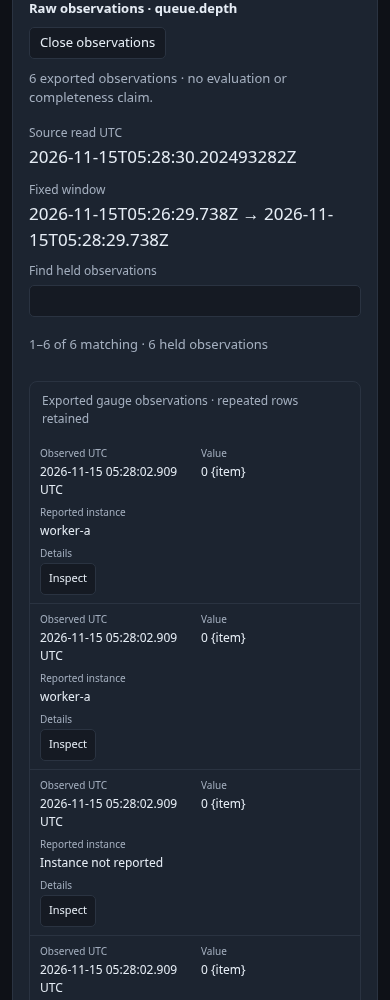 Raw observations · queue.depth
Close observations
6 exported observations · no evaluation or
completeness claim.
Source read UTC
2026-11-15T05:28:30.202493282Z
Fixed window
2026-11-15T05:26:29.738Z → 2026-11-
15T05:28:29.738Z
Find held observations
1–6 of 6 matching · 6 held observations
Exported gauge observations · repeated rows
retained
Observed UTC
2026-11-15 05:28:02.909
UTC
Value
0 {item}
Reported instance
worker-a
Details
Inspect
Observed UTC
2026-11-15 05:28:02.909
UTC
Value
0 {item}
Reported instance
worker-a
Details
Inspect
Observed UTC
2026-11-15 05:28:02.909
UTC
Value
0 {item}
Reported instance
Instance not reported
Details
Inspect
Observed UTC
2026-11-15 05:28:02.909
UTC
Value
0 {item}